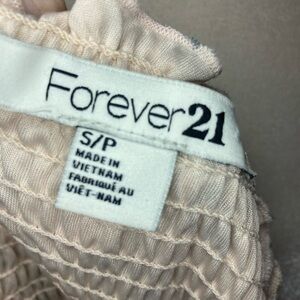 Forever21
S/P
MADE IN
VIETNAM
FABRIQUÉ AU
VIÊT-NAM